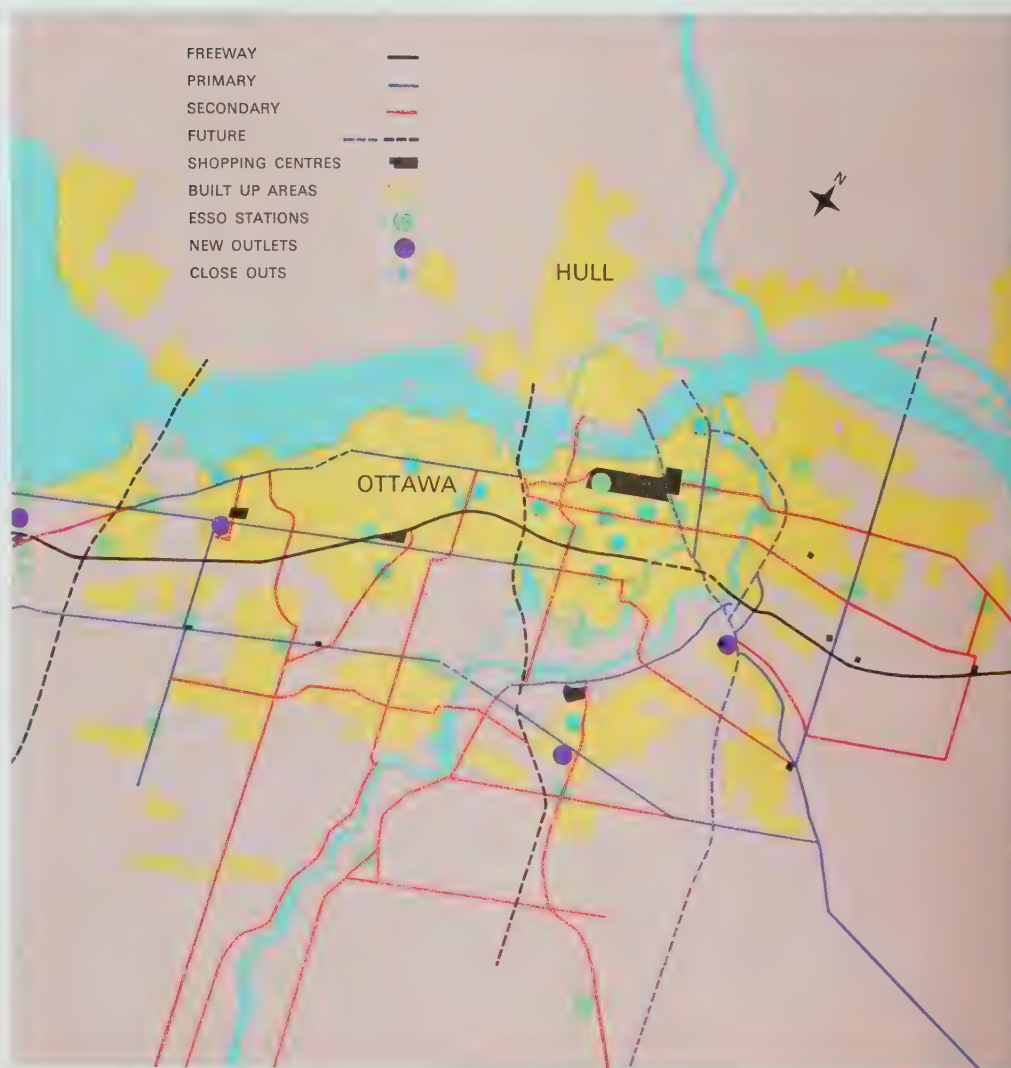 FREEWAY
PRIMARY
SECONDARY
FUTURE
SHOPPING CENTRES
BUILT UP AREAS
ESSO STATIONS
NEW OUTLETS
CLOSE OUTS
N
HULL
OTTAWA